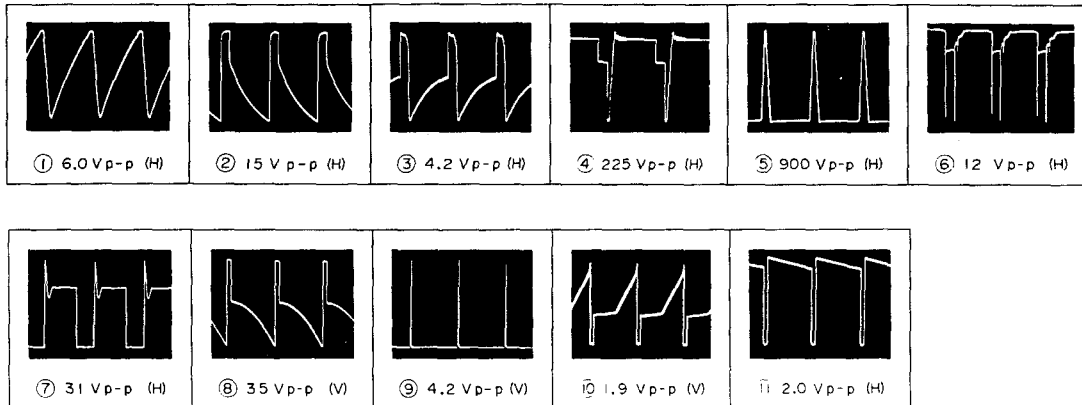 ① 6.0 Vp-p (H)
② 15 Vp-p (H)
③ 4.2 Vp-p (H)
④ 225 Vp-p (H)
⑤ 900 Vp-p (H)
⑥ 12 Vp-p (H)
⑦ 31 Vp-p (H)
⑧ 35 Vp-p (V)
⑨ 4.2 Vp-p (V)
⑩ 1.9 Vp-p (V)
⑪ 2.0 Vp-p (H)